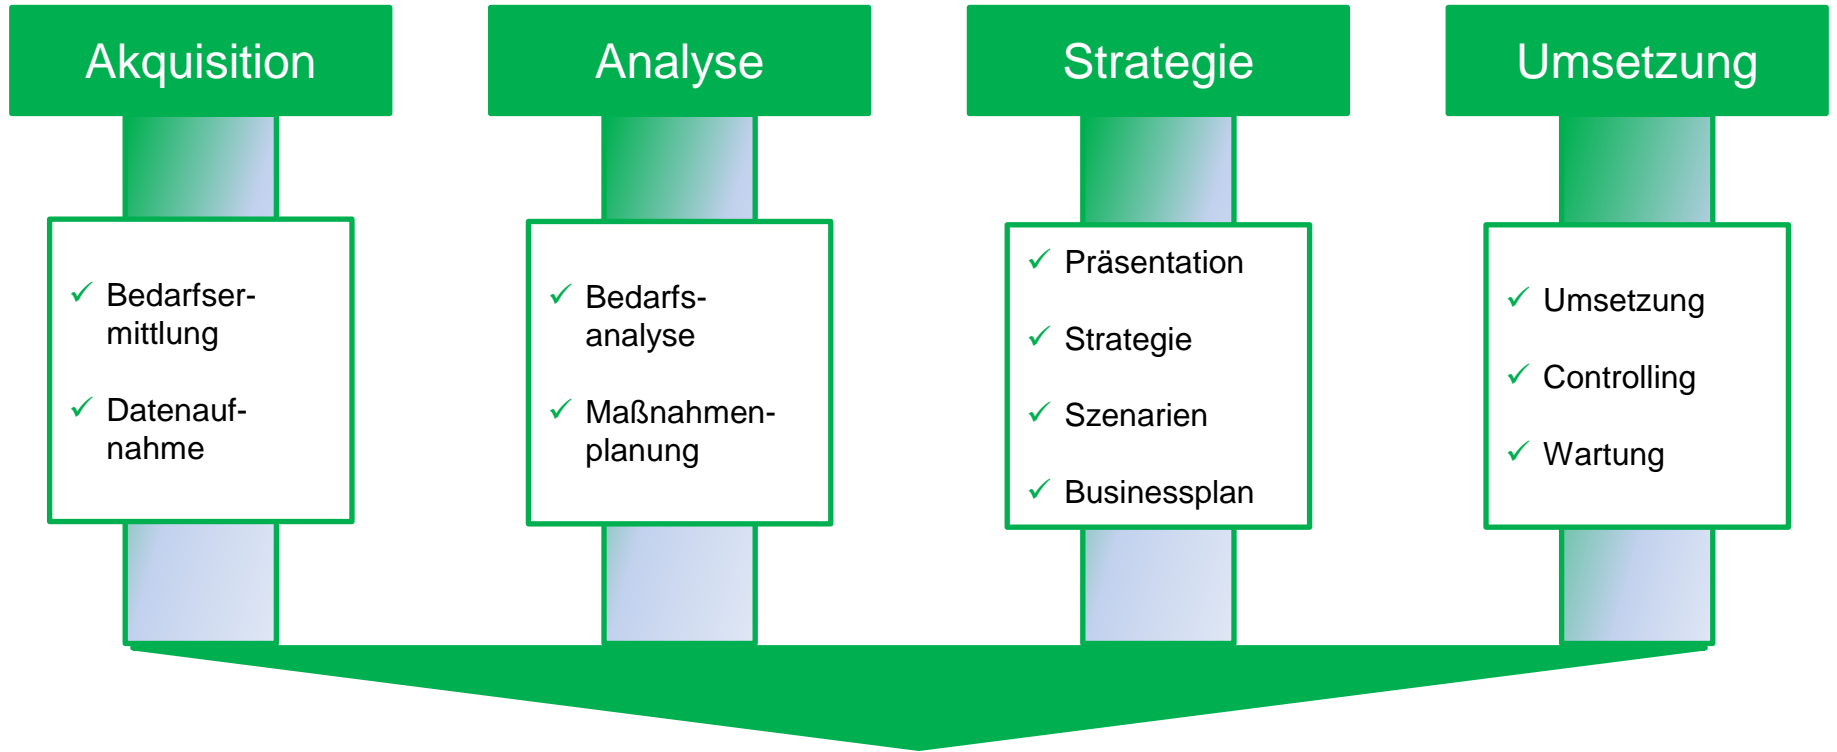 Akquisition
Analyse
Strategie
Umsetzung
✓ Bedarfser-
mittlung
✓ Datenauf-
nahme
✓ Bedarfs-
analyse
✓ Maßnahmen-
planung
✓ Präsentation
✓ Strategie
✓ Szenarien
✓ Businessplan
✓ Umsetzung
✓ Controlling
✓ Wartung